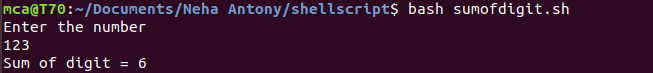 mca@T70:~/Documents/Neha Antony/shellscript$ bash sumofdigit.sh
Enter the number
123
Sum of digit = 6